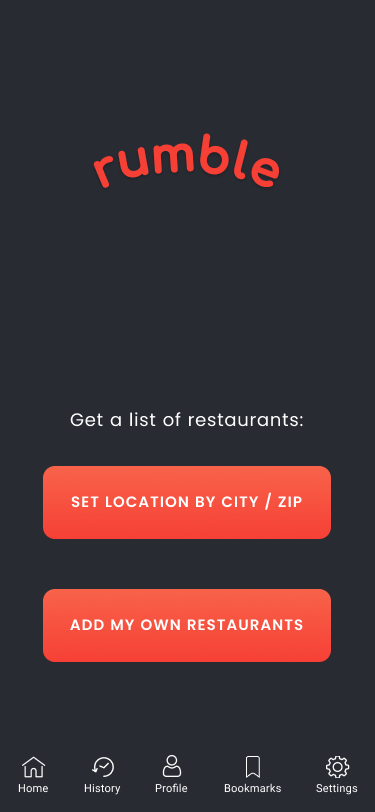 rumble
Get a list of restaurants:
SET LOCATION BY CITY / ZIP
ADD MY OWN RESTAURANTS
Home History Profile Bookmarks Settings